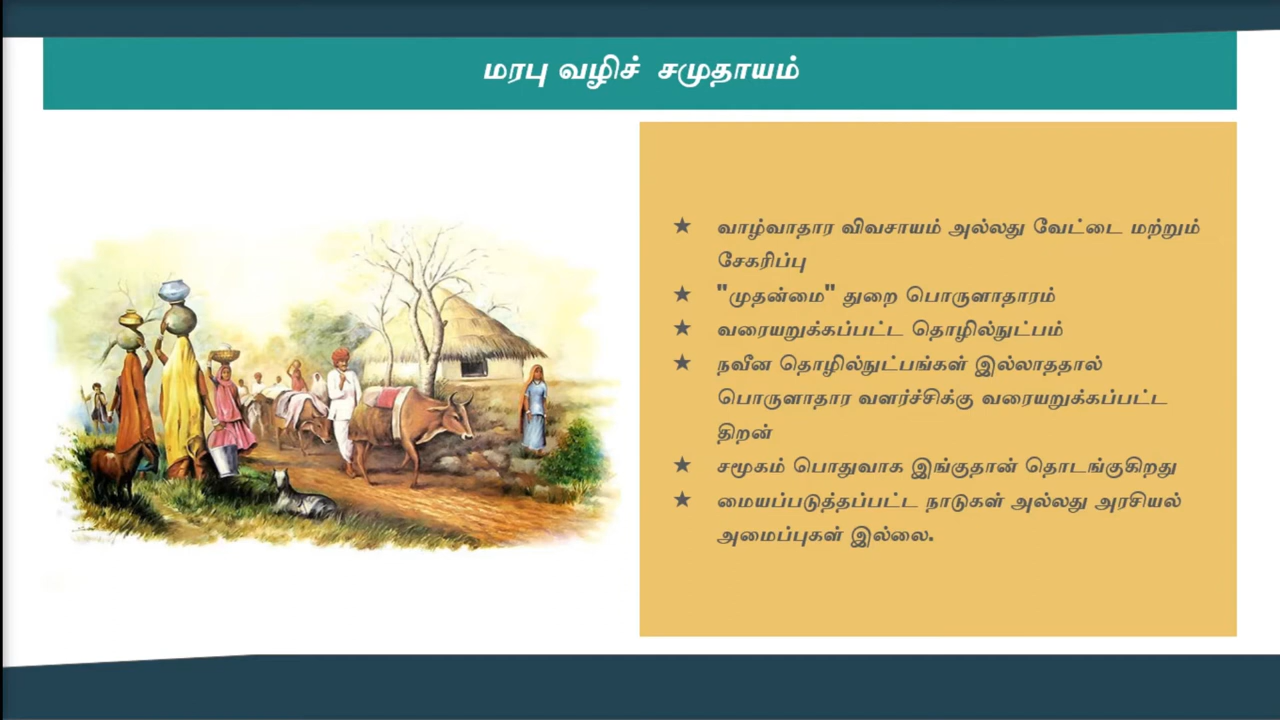 மரபு வழிச் சமுதாயம்
★ வாழ்வாதார விவசாயம் அல்லது வேட்டை மற்றும்
சேகரிப்பு
★ "முதன்மை" துறை பொருளாதாரம்
★ வரையறுக்கப்பட்ட தொழில்நுட்பம்
★ நவீன தொழில்நுட்பங்கள் இல்லாததால்
பொருளாதார வளர்ச்சிக்கு வரையறுக்கப்பட்ட
திறன்
★ சமூகம் பொதுவாக இங்குதான் தொடங்குகிறது
★ மையப்படுத்தப்பட்ட நாடுகள் அல்லது அரசியல்
அமைப்புகள் இல்லை.